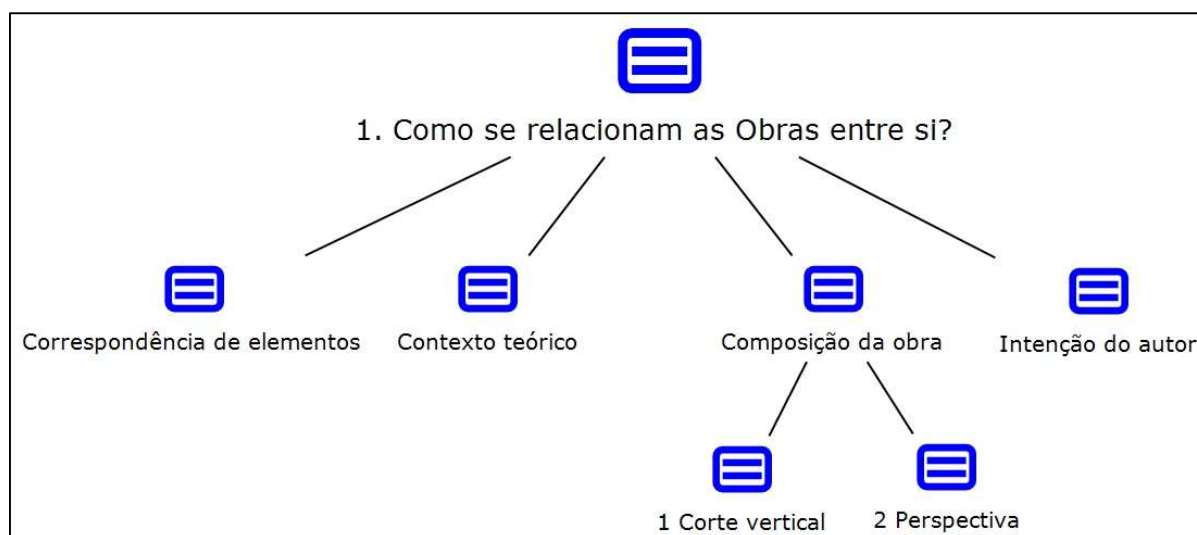 1. Como se relacionam as Obras entre si?
Correspondência de elementos
Contexto teórico
Composição da obra
Intenção do autor
1 Corte vertical
2 Perspectiva